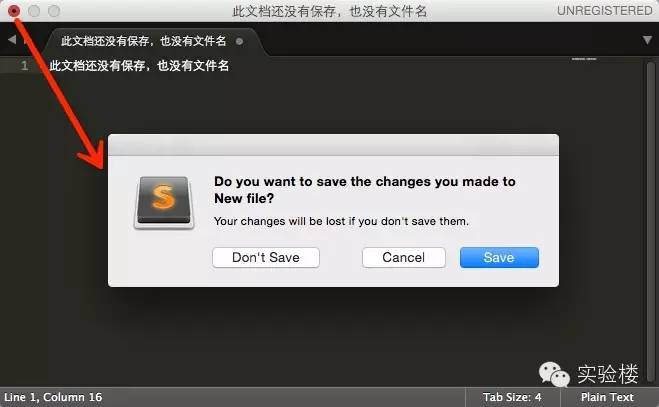 此文档还没有保存，也没有文件名
UNREGISTERED
此文档还没有保存，也没有文件名
1 此文档还没有保存，也没有文件名
Do you want to save the changes you made to
New file?
Your changes will be lost if you don't save them.
Don't Save
Cancel
Save
实验楼
Line 1, Column 16
Tab Size: 4
Plain Text